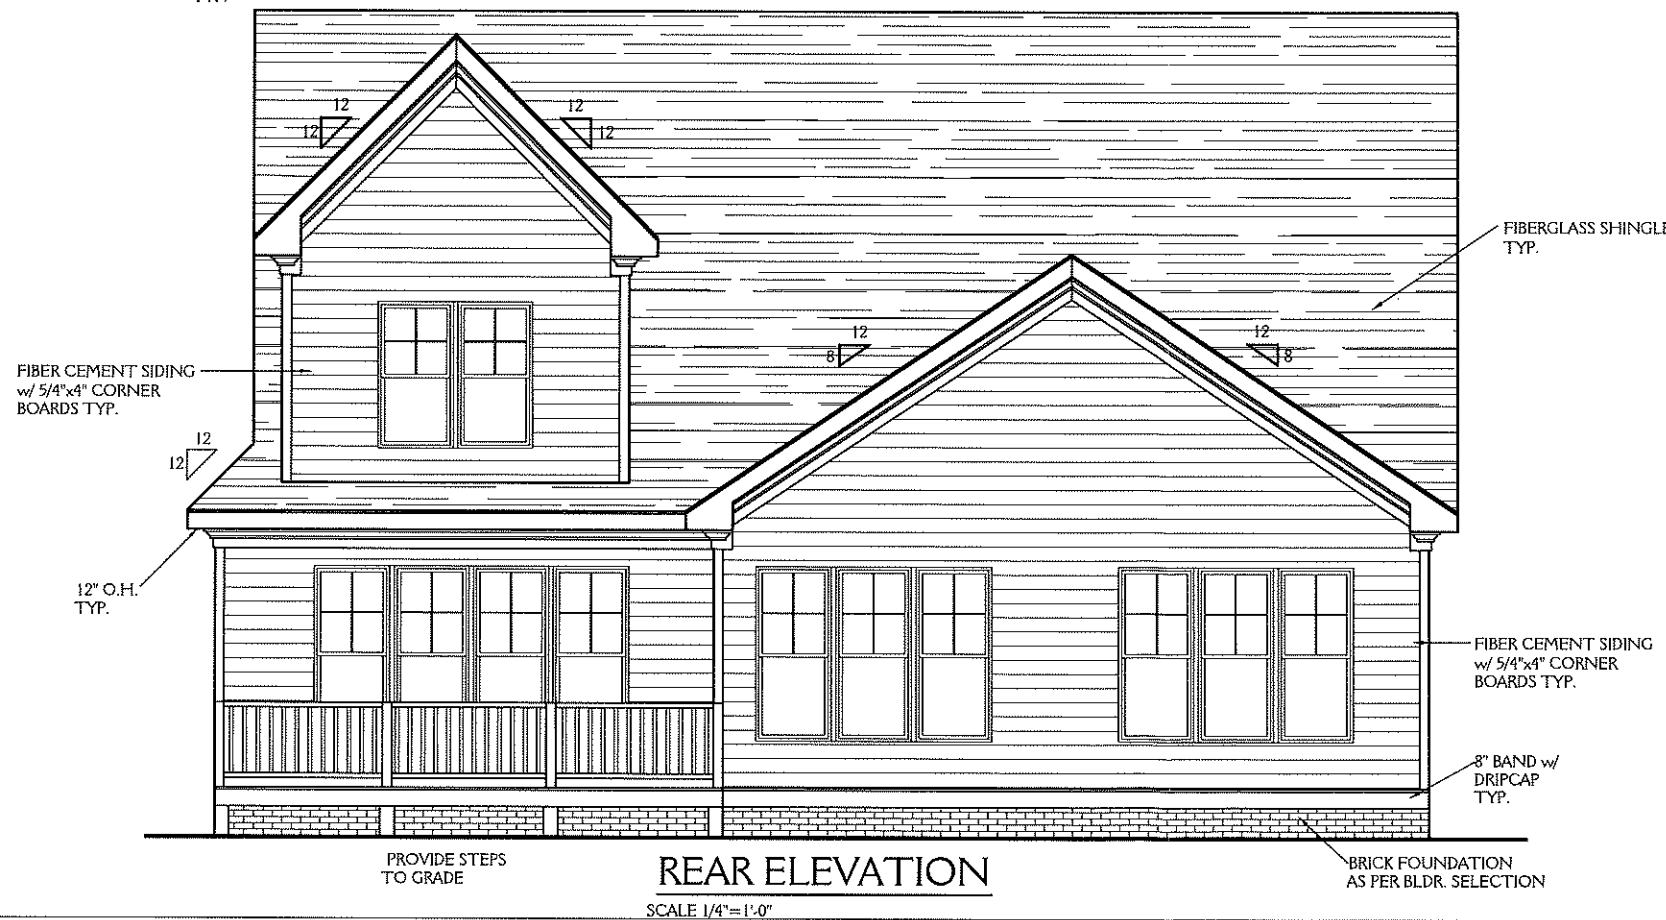 12
12
12
12
FIBERGLASS SHINGLE
TYP.
12
8
12
8
FIBER CEMENT SIDING
w/ 5/4"x4" CORNER
BOARDS TYP.
12
12
12" O.H.
TYP.
FIBER CEMENT SIDING
w/ 5/4"x4" CORNER
BOARDS TYP.
8" BAND w/
DRIPCAP
TYP.
PROVIDE STEPS
TO GRADE
REAR ELEVATION
SCALE 1/4"=1'-0"
BRICK FOUNDATION
AS PER BLDR. SELECTION